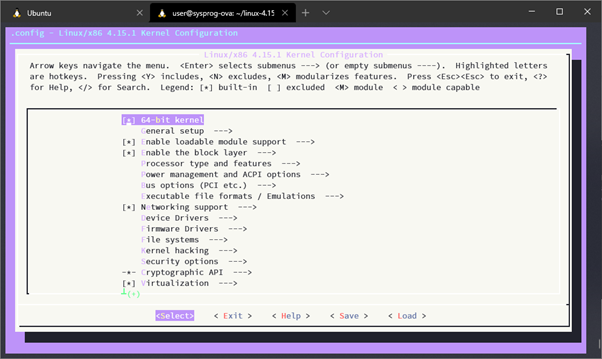 Ubuntu
user@sysprog-ova: ~/linux-4.15
.config - Linux/x86 4.15.1 Kernel Configuration
Linux/x86 4.15.1 Kernel Configuration
Arrow keys navigate the menu.  <Enter> selects submenus ---> (or empty submenus ----).  Highlighted letters
are hotkeys.  Pressing <Y> includes, <N> excludes, <M> modularizes features.  Press <Esc><Esc> to exit, <?>
for Help, </> for Search.  Legend: [*] built-in  [ ] excluded  <M> module  < > module capable
[*] 64-bit kernel
General setup  --->
[*] Enable loadable module support  --->
[*] Enable the block layer  --->
Processor type and features  --->
Power management and ACPI options  --->
Bus options (PCI etc.)  --->
Executable file formats / Emulations  --->
[*] Networking support  --->
Device Drivers  --->
Firmware Drivers  --->
File systems  --->
Kernel hacking  --->
Security options  --->
-*- Cryptographic API  --->
[*] Virtualization  --->
┴(+)
<Select>    < Exit >    < Help >    < Save >    < Load >